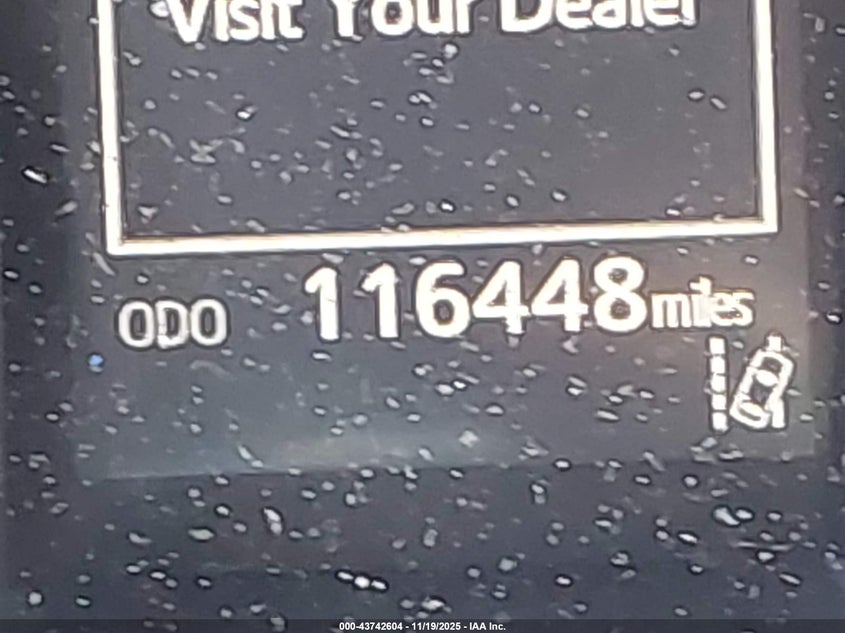 Visit Your Dealer
ODO 116448 miles
000-43742604 - 11/19/2025 - IAA Inc.